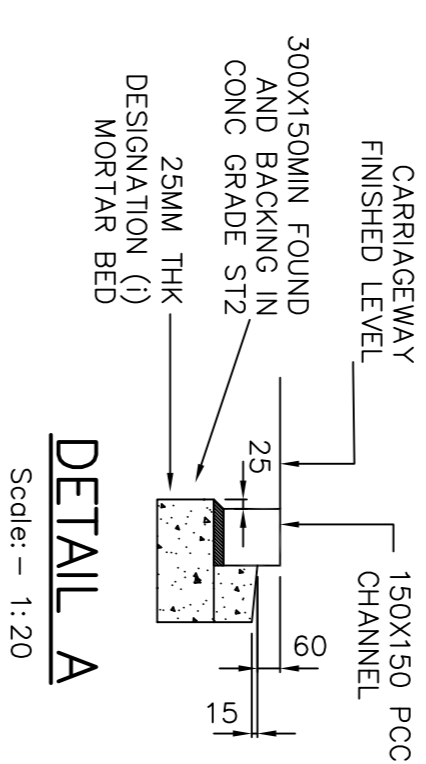 CARRIAGEWAY
FINISHED LEVEL
150X150 PCC
CHANNEL
300X150MIN FOUND
AND BACKING IN
CONC GRADE ST2
25
60
15
25MM THK
DESIGNATION (i)
MORTAR BED
DETAIL A
Scale:- 1:20